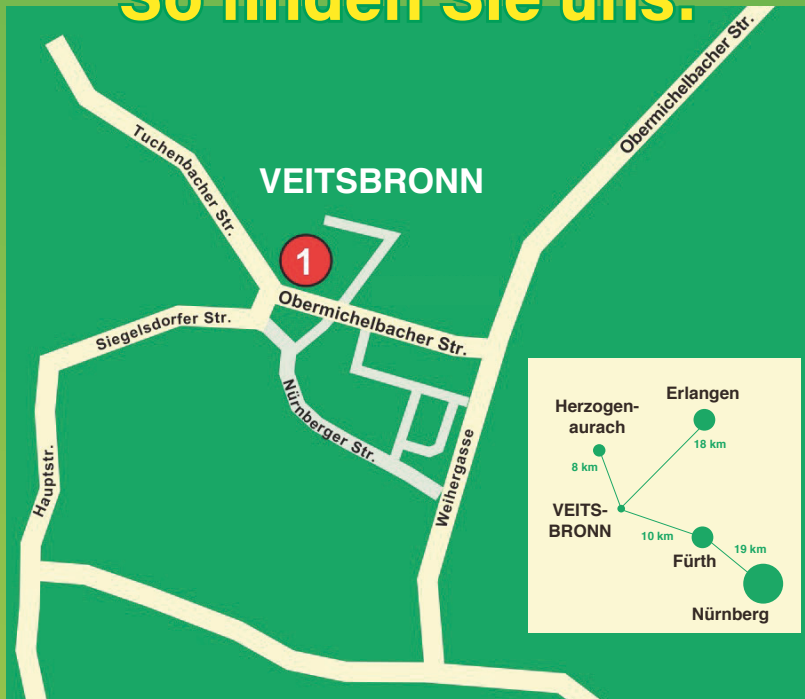 So finden Sie uns:
Obermichelbacher Str.
Tuchenbacher Str.
VEITSBRONN
1
Obermichelbacher Str.
Siegelsdorfer Str.
Nürnberger Str.
Hauptstr.
Weihergasse
Erlangen
Herzogen-
aurach
18 km
8 km
VEITS-
BRONN
10 km
Fürth
19 km
Nürnberg